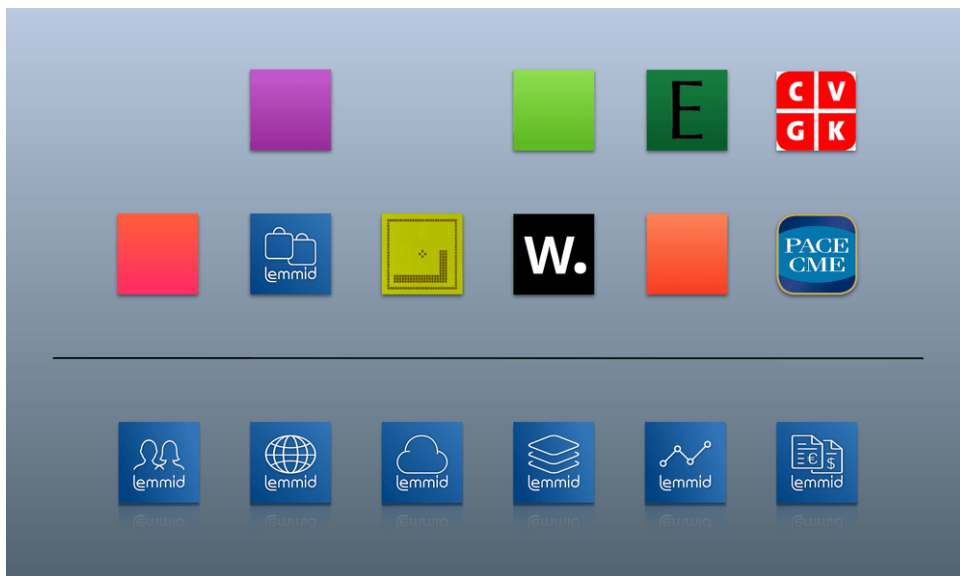 E
C V
G K
lemmid
W.
PACE
CME
lemmid
lemmid
lemmid
lemmid
€ $
lemmid
lemmid